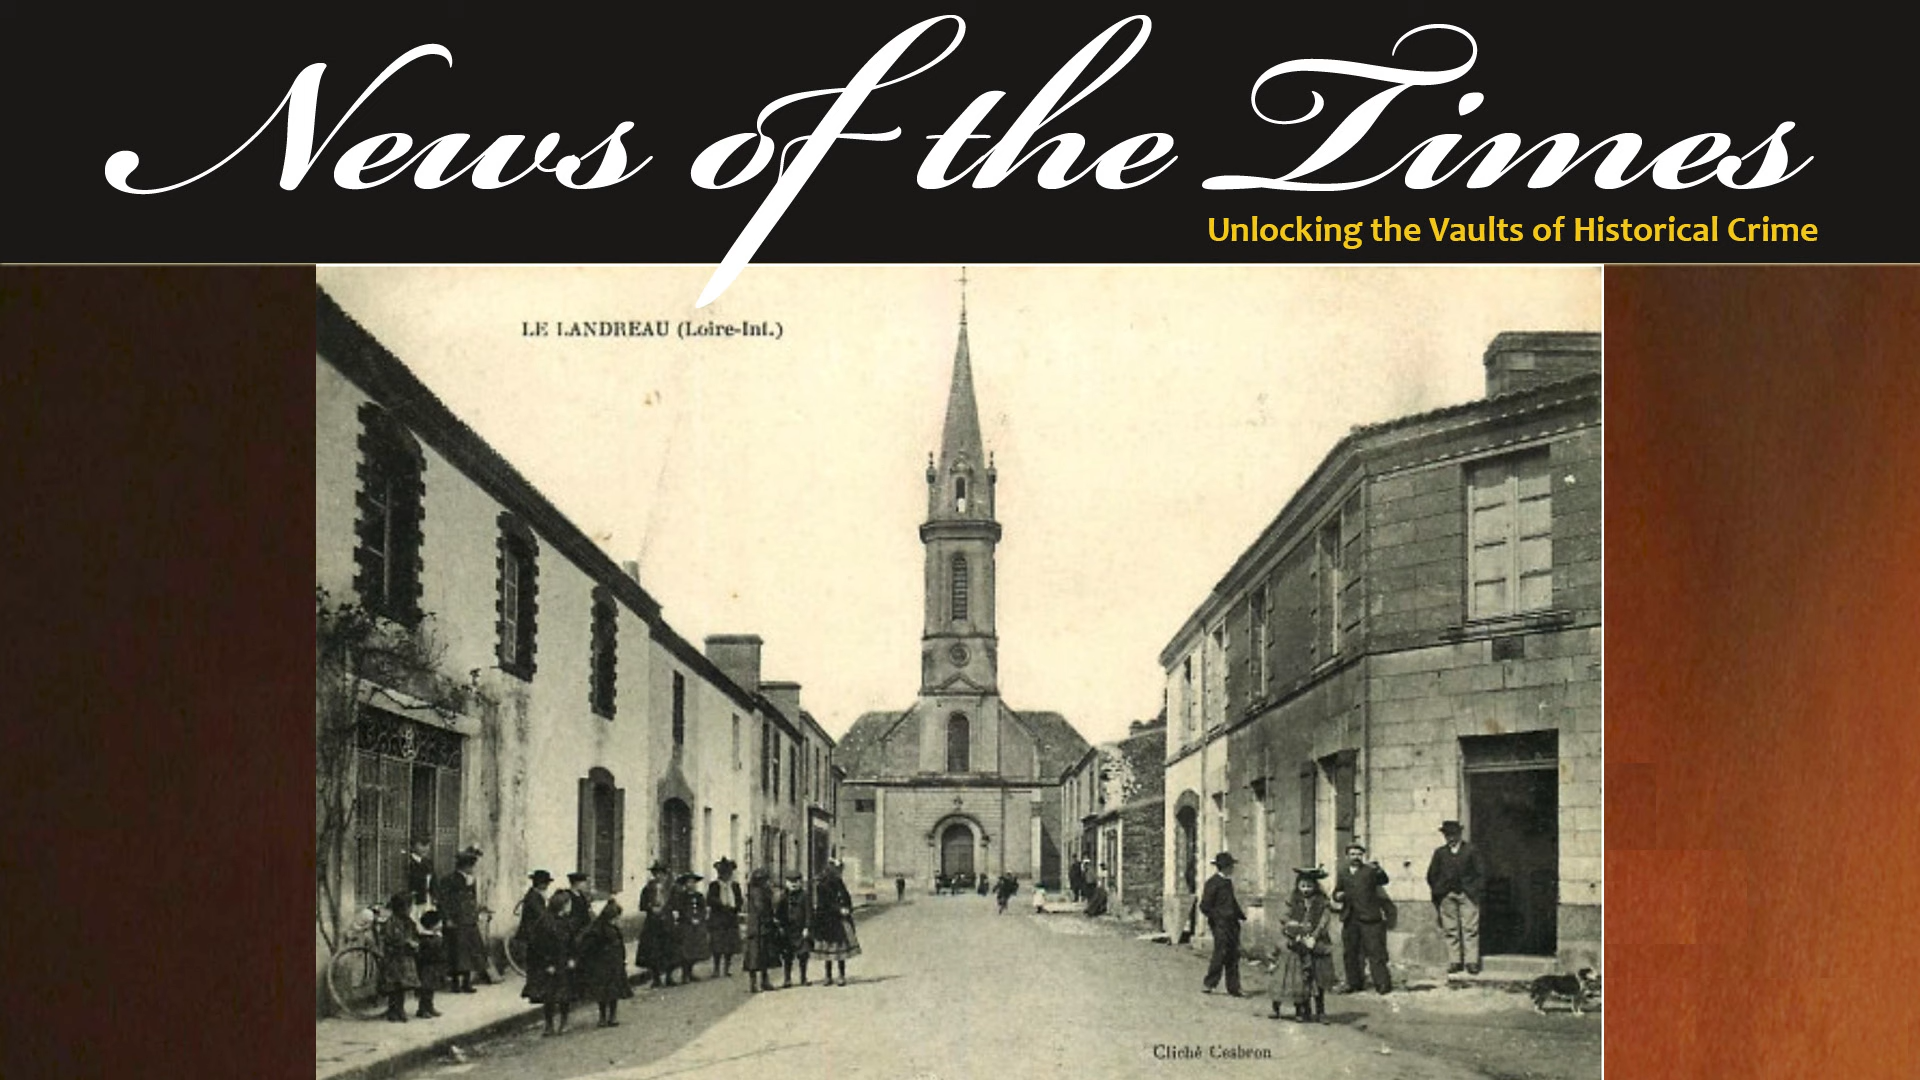 News of the Times
Unlocking the Vaults of Historical Crime
LE LANDREAU (Loire-Inf.)
Cliché Cesbron